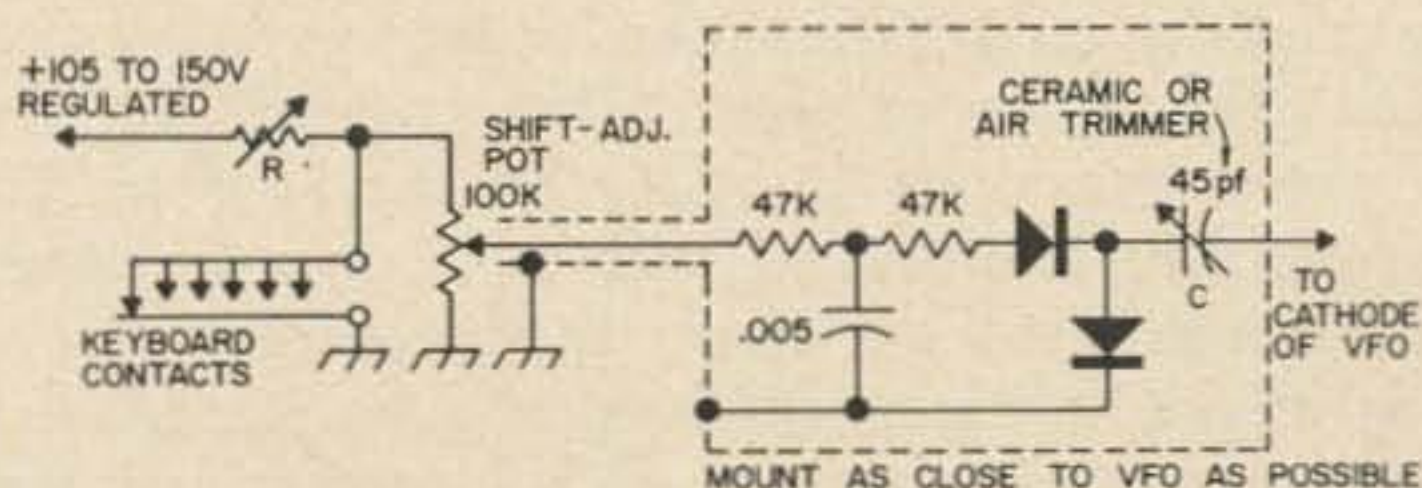 +105 TO 150V
REGULATED
R
SHIFT-ADJ.
POT
100K
KEYBOARD
CONTACTS
47K
47K
.005
CERAMIC OR
AIR TRIMMER
45pf
C
TO
CATHODE
OF VFO
MOUNT AS CLOSE TO VFO AS POSSIBLE